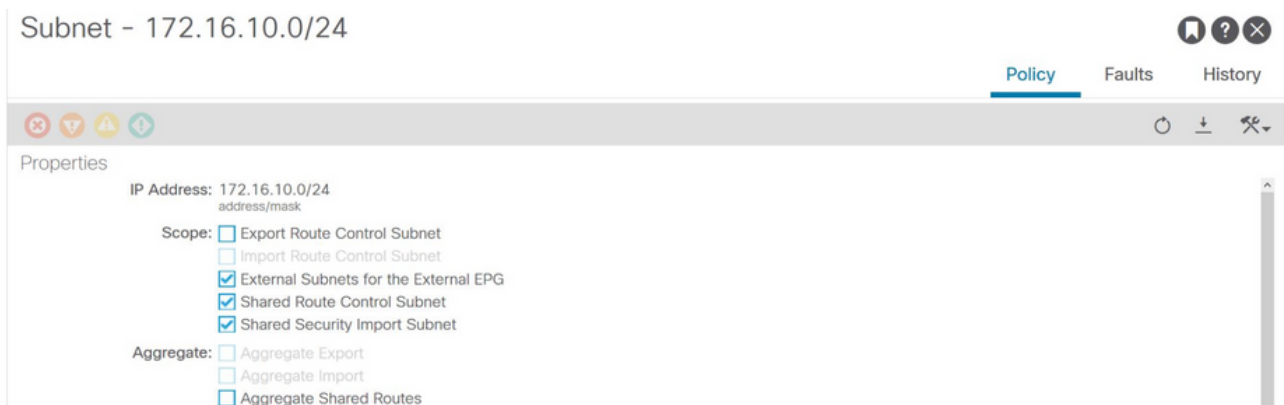 Subnet - 172.16.10.0/24
Policy Faults History
Properties
IP Address: 172.16.10.0/24
address/mask
Scope: Export Route Control Subnet
Import Route Control Subnet
External Subnets for the External EPG
Shared Route Control Subnet
Shared Security Import Subnet
Aggregate: Aggregate Export
Aggregate Import
Aggregate Shared Routes